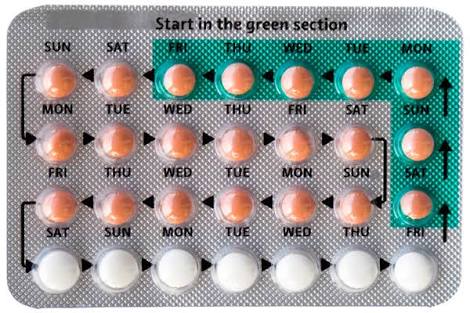 Start in the green section
SUN SAT FRI THU WED TUE MON
MON TUE WED THU FRI SAT SUN
FRI THU WED TUE MON SUN SAT
SAT SUN MON TUE WED THU FRI